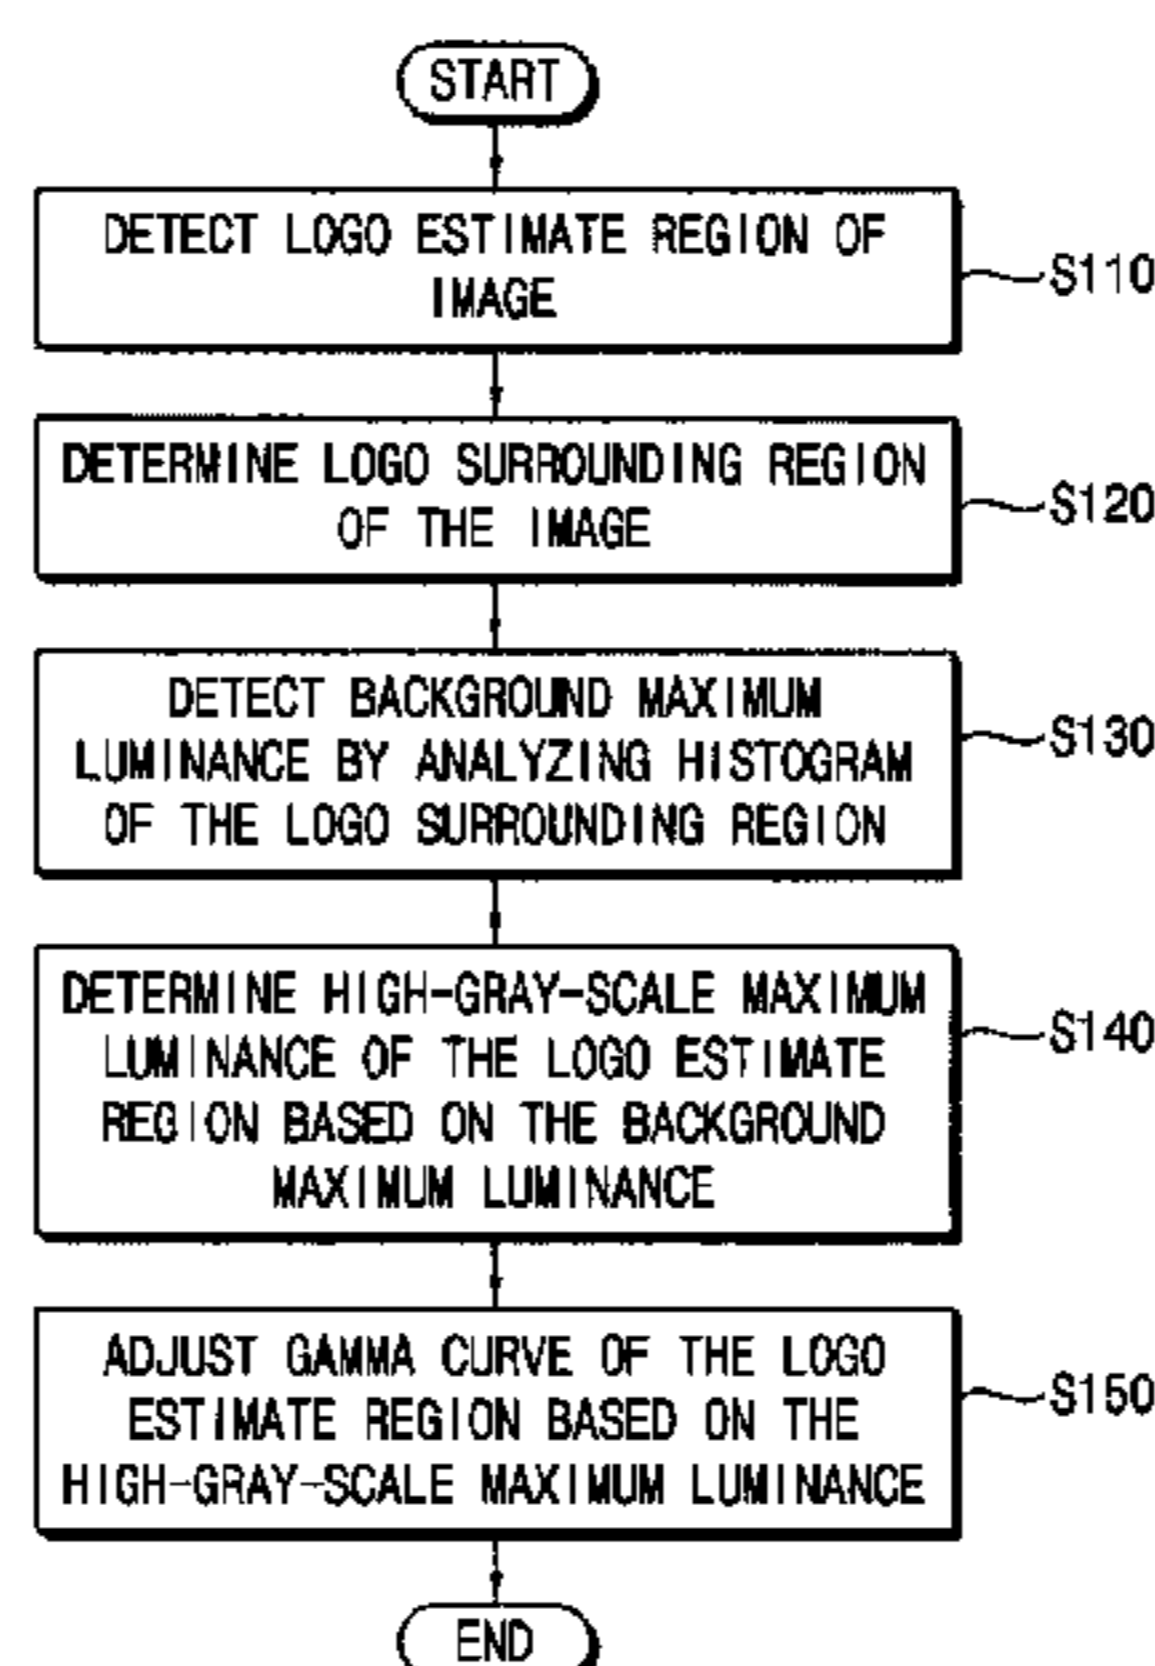 START
DETECT LOGO ESTIMATE REGION OF
IMAGE
S110
DETERMINE LOGO SURROUNDING REGION
OF THE IMAGE
S120
DETECT BACKGROUND MAXIMUM
LUMINANCE BY ANALYZING HISTOGRAM
OF THE LOGO SURROUNDING REGION
S130
DETERMINE HIGH-GRAY-SCALE MAXIMUM
LUMINANCE OF THE LOGO ESTIMATE
REGION BASED ON THE BACKGROUND
MAXIMUM LUMINANCE
S140
ADJUST GAMMA CURVE OF THE LOGO
ESTIMATE REGION BASED ON THE
HIGH-GRAY-SCALE MAXIMUM LUMINANCE
S150
END